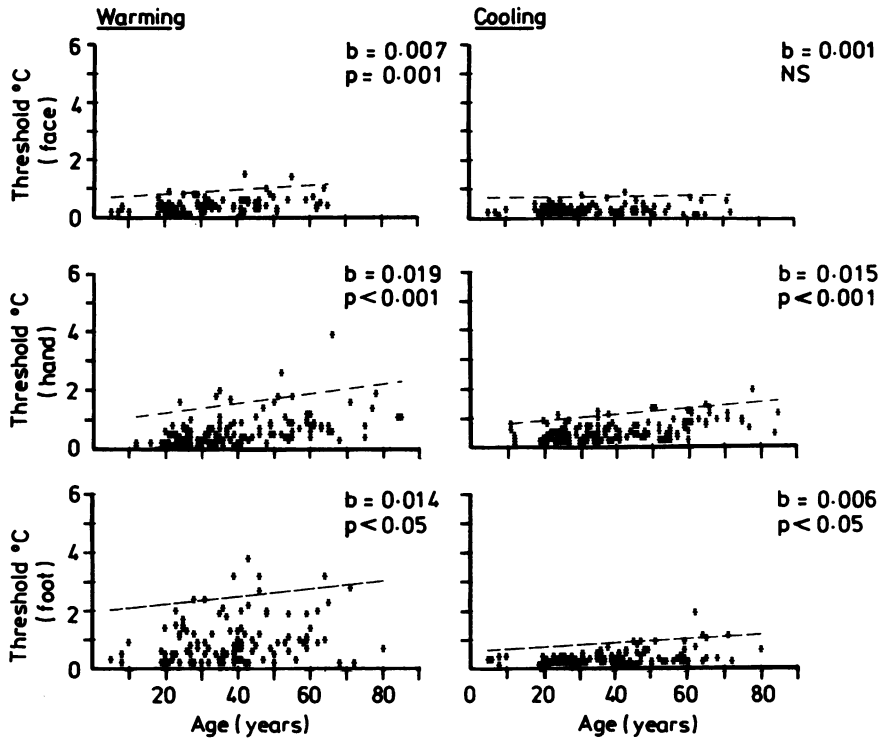 Warming
Cooling
Threshold °C
(face)
6
4
2
0
b = 0.007
p = 0.001
b = 0.001
NS
Threshold °C
(hand)
6
4
2
0
b = 0.019
p < 0.001
0
b = 0.015
p < 0.001
Threshold °C
(foot)
6
4
2
0
b = 0.014
p < 0.05
b = 0.006
p < 0.05
20 40 60 80
0 20 40 60 80
Age (years)
Age (years)